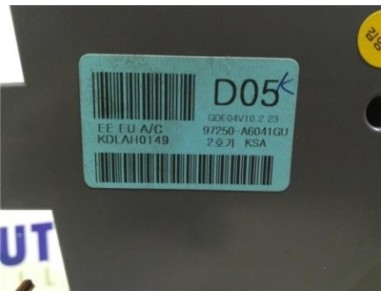 D05 K
GDE04V10.2 23
EE EU A/C 97250-A6041GU
KDLAH0149 2호기 KSA
UT
I L